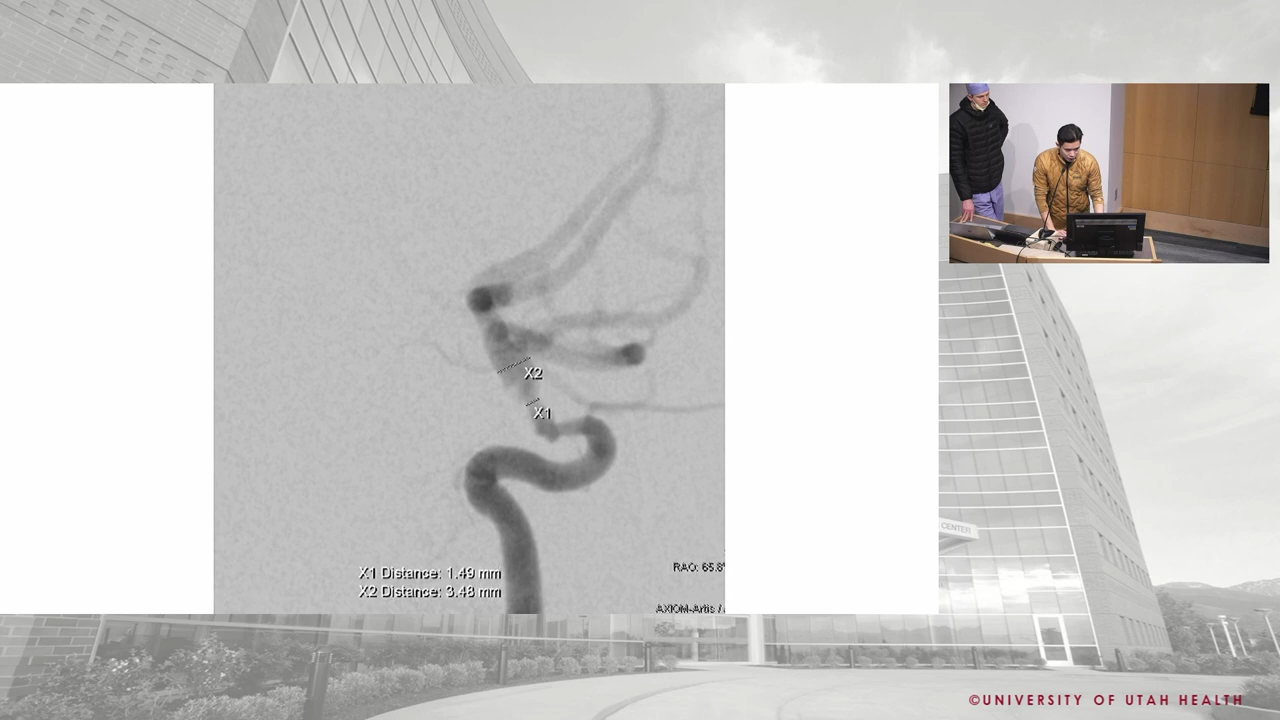 X2
X1
X1 Distance: 1.49 mm
X2 Distance: 3.48 mm
RAO: 65.8°
AXIOM-Artis /
CENTER
©UNIVERSITY OF UTAH HEALTH